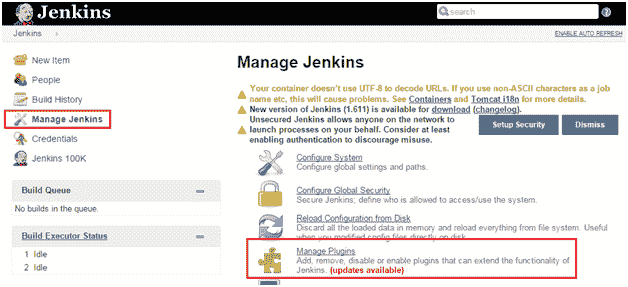 Jenkins
search
Jenkins
ENABLE AUTO REFRESH
New Item
People
Build History
Manage Jenkins
Credentials
Jenkins 100K
Build Queue
No builds in the queue.
Build Executor Status
1 Idle
2 Idle
Manage Jenkins
Your container doesn't use UTF-8 to decode URLs. If you use non-ASCII characters as a job
name etc, this will cause problems. See Containers and Tomcat i18n for more details.
New version of Jenkins (1.611) is available for download (changelog).
Unsecured Jenkins allows anyone on the network to
launch processes on your behalf. Consider at least
enabling authentication to discourage misuse.
Setup Security
Dismiss
Configure System
Configure global settings and paths.
Configure Global Security
Secure Jenkins; define who is allowed to access/use the system.
Reload Configuration from Disk
Discard all the loaded data in memory and reload everything from file system. Useful
when you modified config files directly on disk.
Manage Plugins
Add, remove, disable or enable plugins that can extend the functionality of
Jenkins. (updates available)